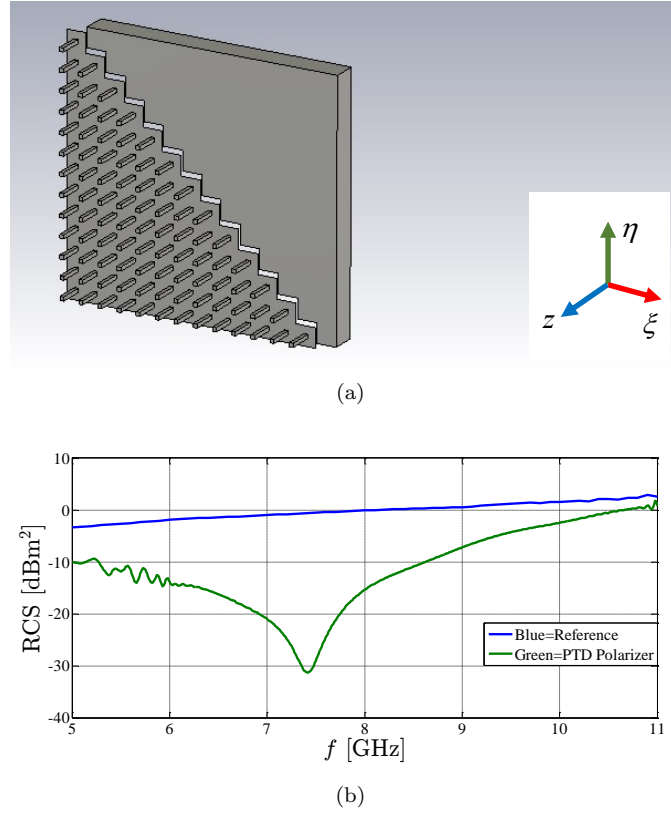 η
z
ξ
(a)
10
0
-10
-20
-30
-40
RCS [dBm²]
Blue=Reference
Green=PTD Polarizer
5 6 7 8 9 10 11
f [GHz]
(b)